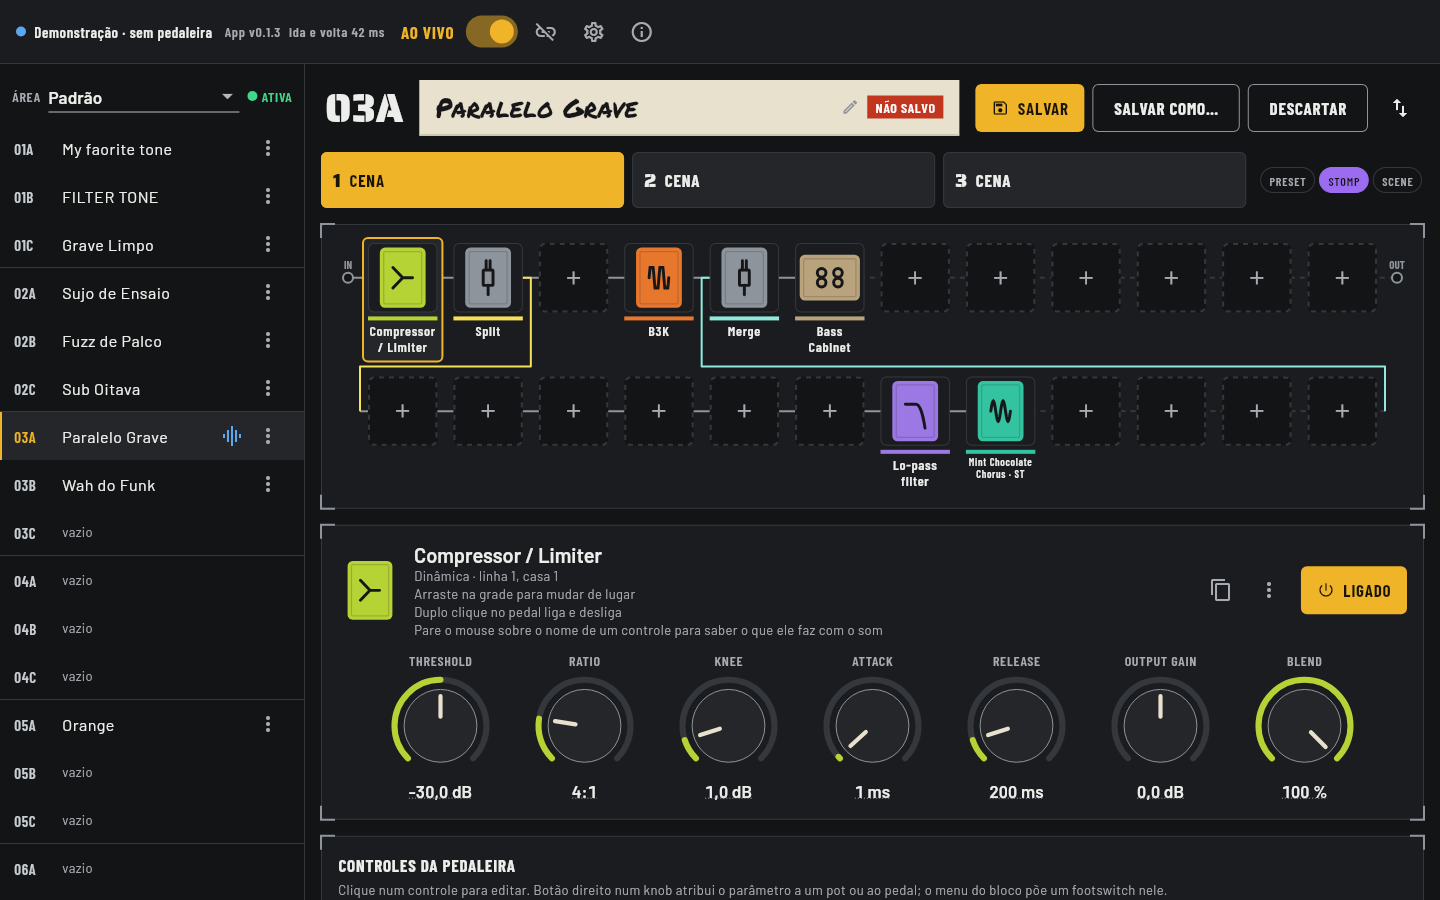 Demonstração · sem pedaleira App v0.1.3 Ida e volta 42 ms AO VIVO
ÁREA Padrão ATIVA
01A My faorite tone
01B FILTER TONE
01C Grave Limpo
02A Sujo de Ensaio
02B Fuzz de Palco
02C Sub Oitava
03A Paralelo Grave
03B Wah do Funk
03C vazio
04A vazio
04B vazio
04C vazio
05A Orange
05B vazio
05C vazio
06A vazio
03A Paralelo Grave NÃO SALVO SALVAR SALVAR COMO... DESCARTAR
1 CENA 2 CENA 3 CENA PRESET STOMP SCENE
IN OUT
Compressor / Limiter
Split
B3K
Merge
Bass Cabinet
Lo-pass filter
Mint Chocolate Chorus · ST
Compressor / Limiter
Dinâmica · linha 1, casa 1
Arraste na grade para mudar de lugar
Duplo clique no pedal liga e desliga
Pare o mouse sobre o nome de um controle para saber o que ele faz com o som
LIGADO
THRESHOLD RATIO KNEE ATTACK RELEASE OUTPUT GAIN BLEND
-30,0 dB 4:1 1,0 dB 1 ms 200 ms 0,0 dB 100 %
CONTROLES DA PEDALEIRA
Clique num controle para editar. Botão direito num knob atribui o parâmetro a um pot ou ao pedal; o menu do bloco põe um footswitch nele.